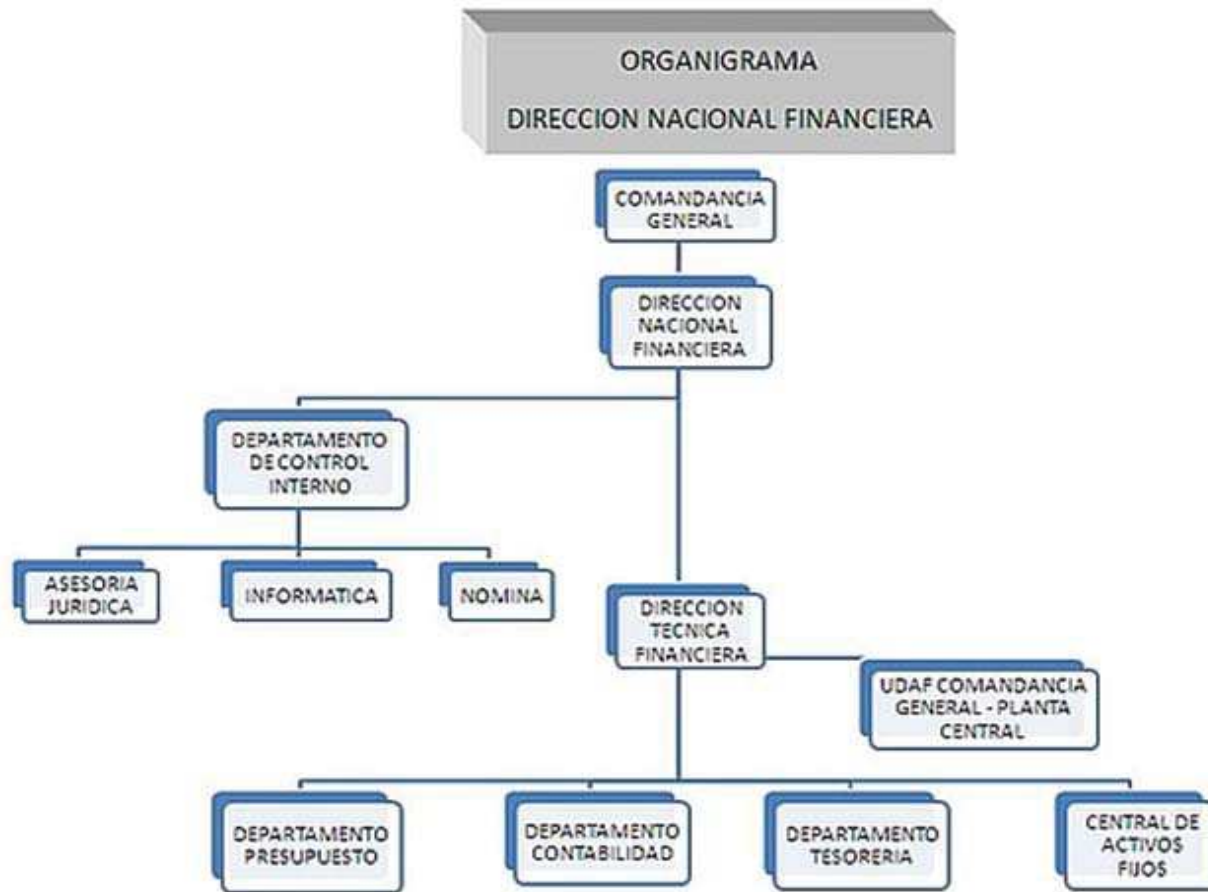 ORGANIGRAMA
DIRECCION NACIONAL FINANCIERA
COMANDANCIA
GENERAL
DIRECCION
NACIONAL
FINANCIERA
DEPARTAMENTO
DE CONTROL
INTERNO
ASESORIA
JURIDICA
INFORMATICA
NOMINA
DIRECCION
TECNICA
FINANCIERA
UDAF COMANDANCIA
GENERAL - PLANTA
CENTRAL
DEPARTAMENTO
PRESUPUESTO
DEPARTAMENTO
CONTABILIDAD
DEPARTAMENTO
TESORERIA
CENTRAL DE
ACTIVOS
FIJOS